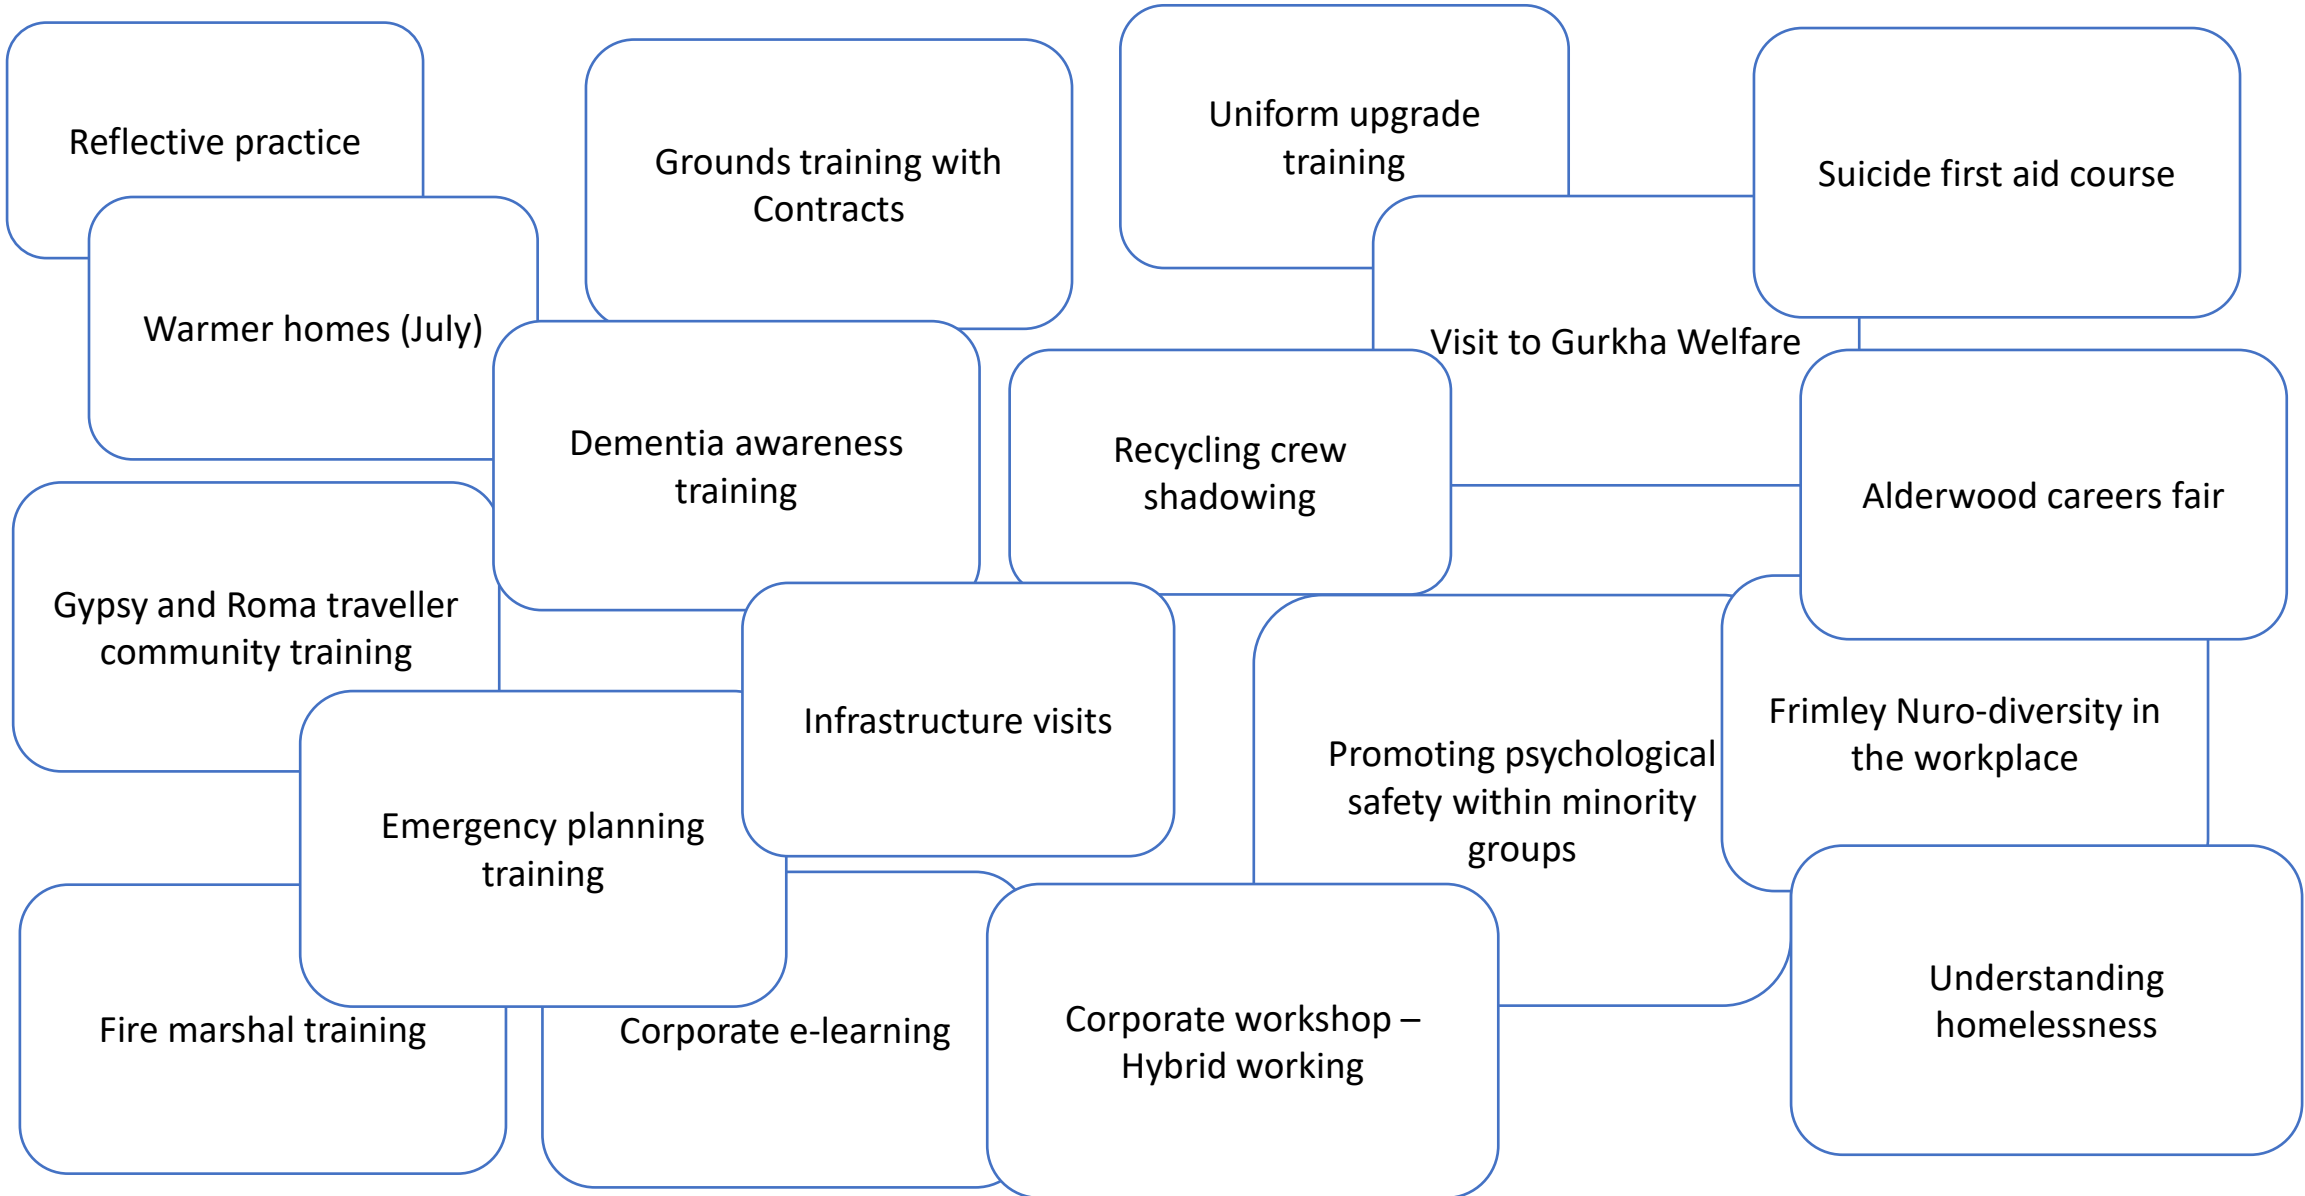 Reflective practice
Grounds training with
Contracts
Uniform upgrade
training
Suicide first aid course
Warmer homes (July)
Visit to Gurkha Welfare
Dementia awareness
training
Recycling crew
shadowing
Alderwood careers fair
Gypsy and Roma traveller
community training
Infrastructure visits
Promoting psychological
safety within minority
groups
Frimley Nuro-diversity in
the workplace
Emergency planning
training
Fire marshal training
Corporate e-learning
Corporate workshop –
Hybrid working
Understanding
homelessness